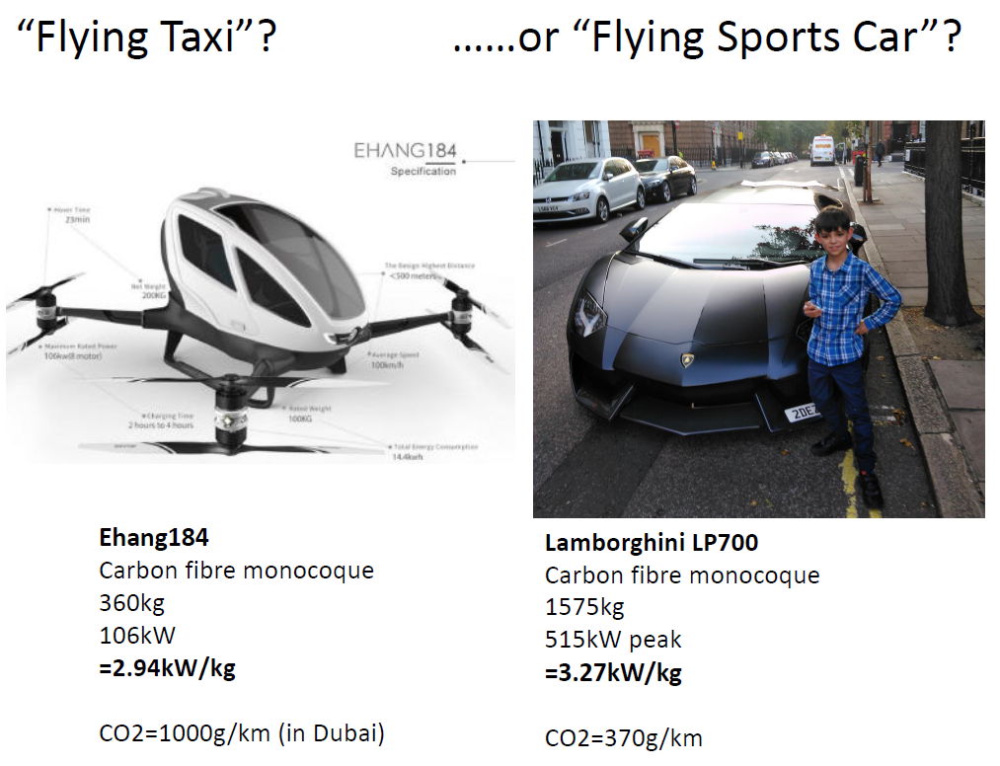 “Flying Taxi”?
......or “Flying Sports Car”?
EHANG184
Specification
Hover Time
23min
The Design Highest Distance
<500 meters
Net Weight
200KG
Maximum Rated Power
106kw(8 motor)
Average Speed
100km/h
Rated Weight
100KG
Charging Time
2 hours to 4 hours
Total Energy Consumption
14.4kwh
2DEZ
Ehang184
Carbon fibre monocoque
360kg
106kW
=2.94kW/kg
CO2=1000g/km (in Dubai)
Lamborghini LP700
Carbon fibre monocoque
1575kg
515kW peak
=3.27kW/kg
CO2=370g/km